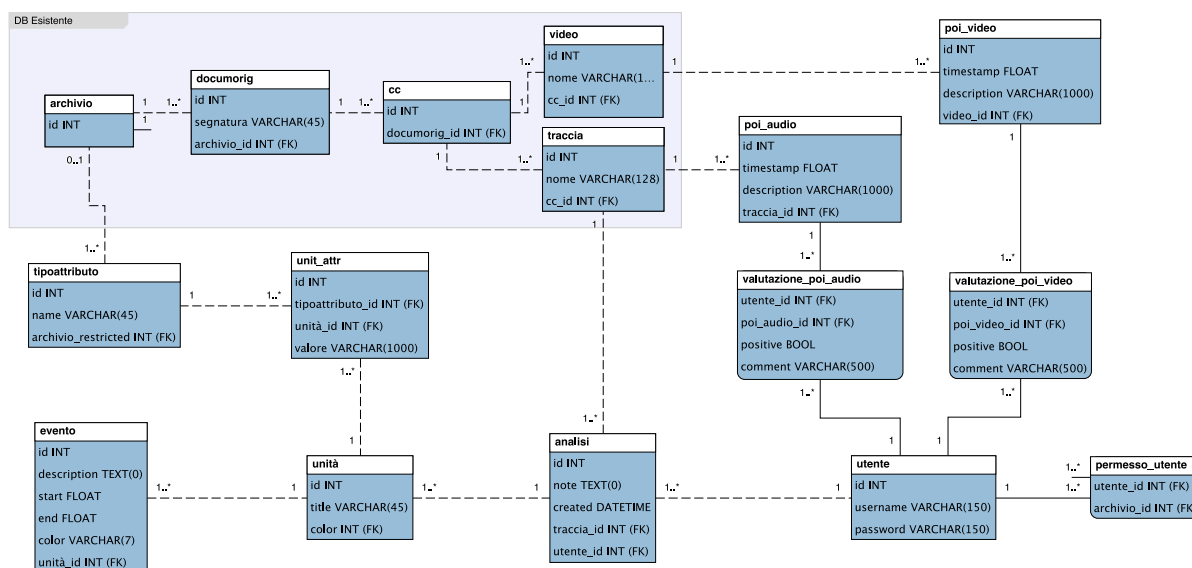 DB Esistente
archivio
id INT
documorig
id INT
segnatura VARCHAR(45)
archivio_id INT (FK)
cc
id INT
documorig_id INT (FK)
video
id INT
nome VARCHAR(1...
cc_id INT (FK)
traccia
id INT
nome VARCHAR(128)
cc_id INT (FK)
poi_video
id INT
timestamp FLOAT
description VARCHAR(1000)
video_id INT (FK)
poi_audio
id INT
timestamp FLOAT
description VARCHAR(1000)
traccia_id INT (FK)
tipoattributo
id INT
name VARCHAR(45)
archivio_restricted INT (FK)
unit_attr
id INT
tipoattributo_id INT (FK)
unità_id INT (FK)
valore VARCHAR(1000)
valutazione_poi_audio
utente_id INT (FK)
poi_audio_id INT (FK)
positive BOOL
comment VARCHAR(500)
valutazione_poi_video
utente_id INT (FK)
poi_video_id INT (FK)
positive BOOL
comment VARCHAR(500)
evento
id INT
description TEXT(0)
start FLOAT
end FLOAT
color VARCHAR(7)
unità_id INT (FK)
unità
id INT
title VARCHAR(45)
color INT (FK)
analisi
id INT
note TEXT(0)
created DATETIME
traccia_id INT (FK)
utente_id INT (FK)
utente
id INT
username VARCHAR(150)
password VARCHAR(150)
permesso_utente
utente_id INT (FK)
archivio_id INT (FK)
1
1..*
1
1..*
1
1..*
1
1..*
1
1..*
1
1..*
1
0..1
1..*
1
1..*
1..*
1
1
1..*
1
1..*
1
1..*
1..*
1
1..*
1
1..*
1
1..*
1
1..*
1
1
1..*
1..*